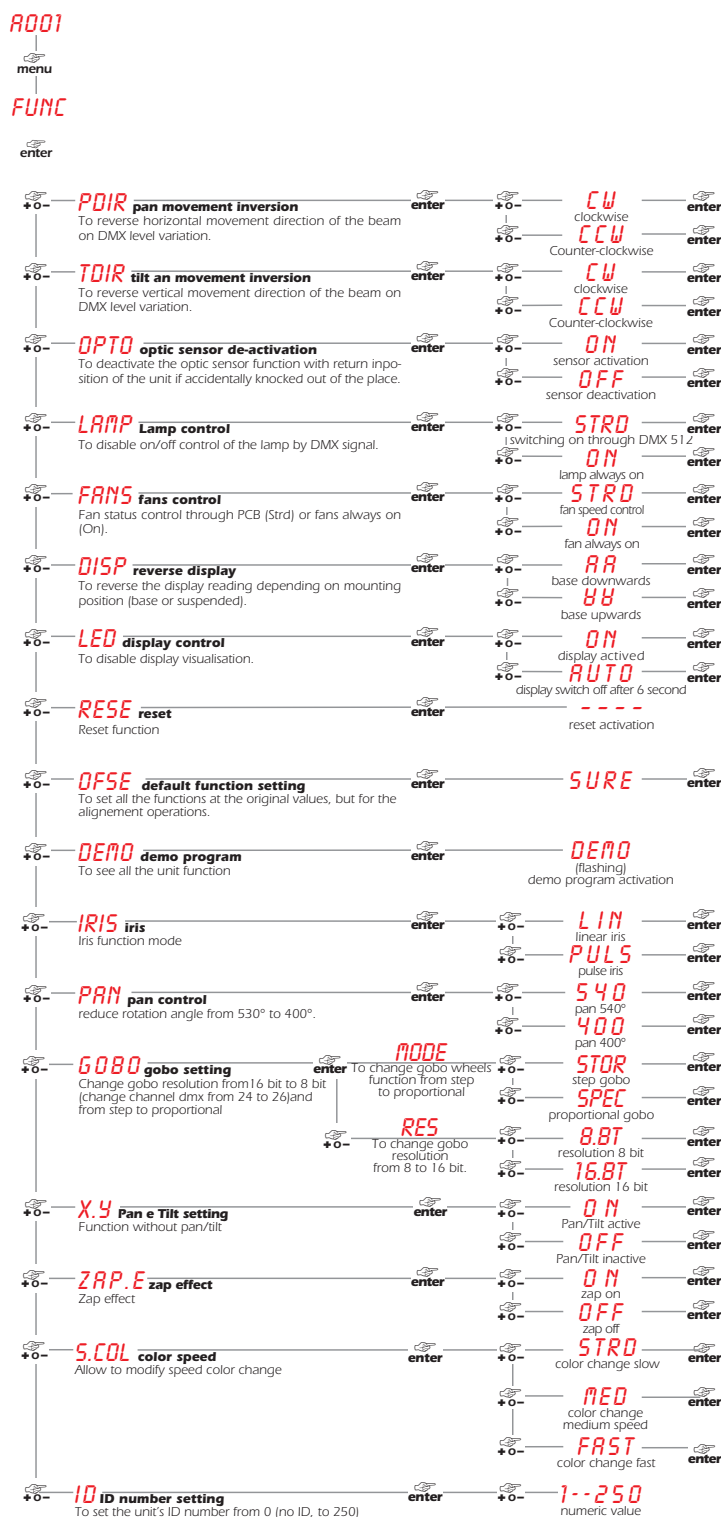 A001
menu
FUNC
enter
+ o - PDIR pan movement inversion enter + o - CW enter
To reverse horizontal movement direction of the beam clockwise
on DMX level variation. + o - CCW enter
Counter-clockwise
+ o - TDIR tilt an movement inversion enter + o - CW enter
To reverse vertical movement direction of the beam on clockwise
DMX level variation. + o - CCW enter
Counter-clockwise
+ o - OPTO optic sensor de-activation enter + o - ON enter
To deactivate the optic sensor function with return inpo- sensor activation
sition of the unit if accidentally knocked out of the place. + o - OFF enter
sensor deactivation
+ o - LAMP Lamp control enter + o - STRD enter
To disable on/off control of the lamp by DMX signal. switching on through DMX 512
+ o - ON enter
lamp always on
+ o - FANS fans control enter + o - STRD enter
Fan status control through PCB (Strd) or fans always on fan speed control
(On). + o - ON enter
fan always on
+ o - DISP reverse display enter + o - AA enter
To reverse the display reading depending on mounting base downwards
position (base or suspended). + o - enter
base upwards
+ o - LED display control enter + o - ON enter
To disable display visualisation. display actived
+ o - AUTO enter
display switch off after 6 second
+ o - RESE reset enter - - - -
Reset function reset activation
+ o - DFSE default function setting enter SURE enter
To set all the functions at the original values, but for the
alignement operations.
+ o - DEMO demo program enter DEMO
To see all the unit function (flashing)
demo program activation
+ o - IRIS iris enter + o - LIN enter
Iris function mode linear iris
+ o - PULS enter
pulse iris
+ o - PAN pan control enter + o - 540 enter
reduce rotation angle from 530° to 400°. pan 540°
+ o - 400 enter
pan 400°
+ o - GOBO gobo setting enter MODE + o - STOR enter
Change gobo resolution from16 bit to 8 bit To change gobo wheels step gobo
(change channel dmx from 24 to 26)and function from step + o - SPEC enter
from step to proportional to proportional proportional gobo
+ o - RES + o - 8.BT enter
To change gobo resolution 8 bit
resolution + o - 16.BT enter
from 8 to 16 bit. resolution 16 bit
+ o - X.Y Pan e Tilt setting enter + o - ON enter
Function without pan/tilt Pan/Tilt active
+ o - OFF enter
Pan/Tilt inactive
+ o - ZAP.E zap effect enter + o - ON enter
Zap effect zap on
+ o - OFF enter
zap off
+ o - S.COL color speed enter + o - STRD enter
Allow to modify speed color change color change slow
+ o - MED enter
color change
medium speed
+ o - FAST enter
color change fast
+ o - ID ID number setting enter + o - 1--250
To set the unit's ID number from 0 (no ID, to 250) numeric value